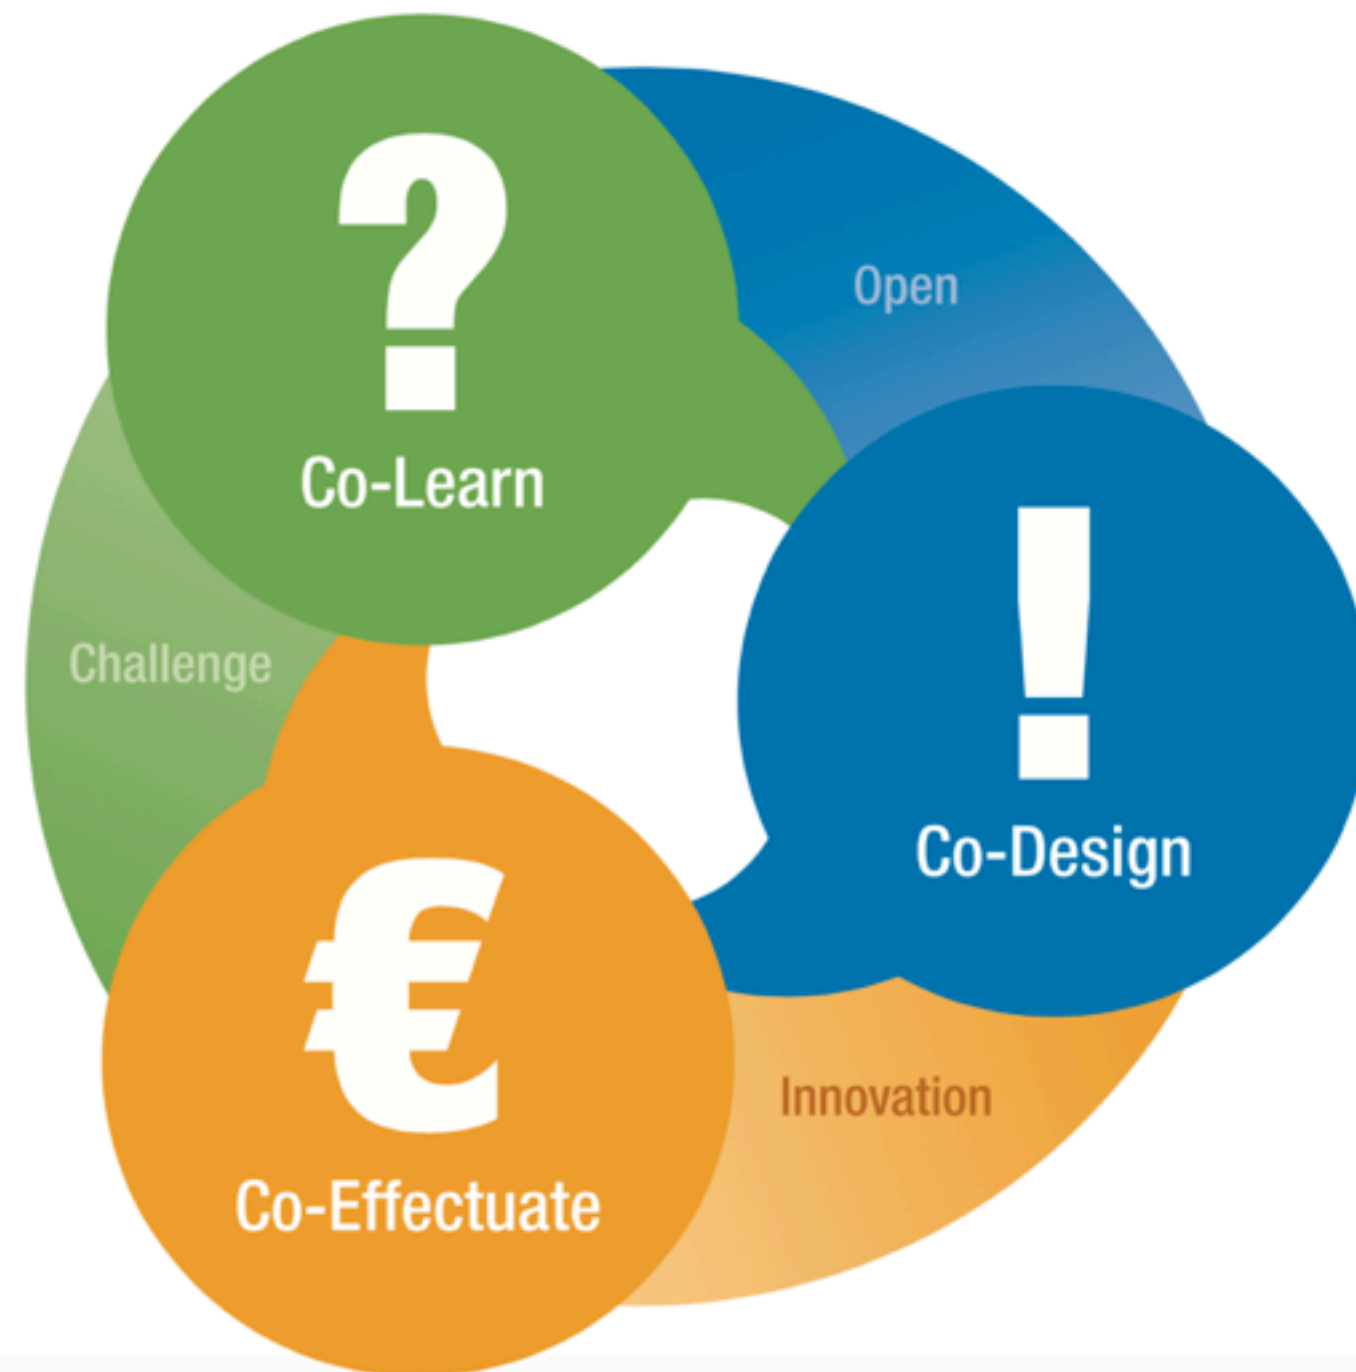 ?
Co-Learn
Open
!
Co-Design
Challenge
€
Co-Effectuate
Innovation